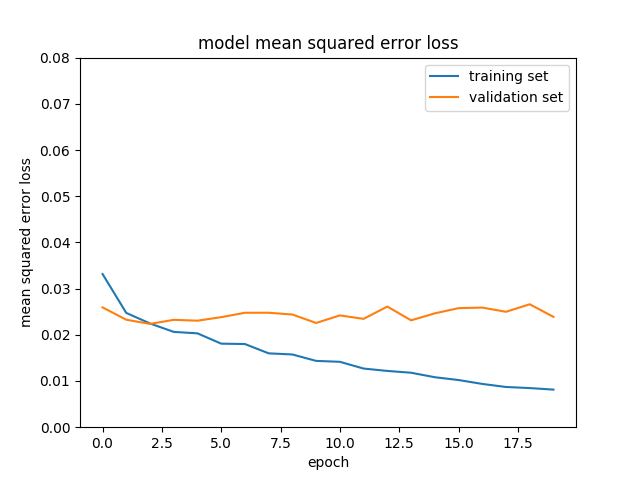 model mean squared error loss
training set
validation set
mean squared error loss
0.08
0.07
0.06
0.05
0.04
0.03
0.02
0.01
0.00
0.0 2.5 5.0 7.5 10.0 12.5 15.0 17.5
epoch